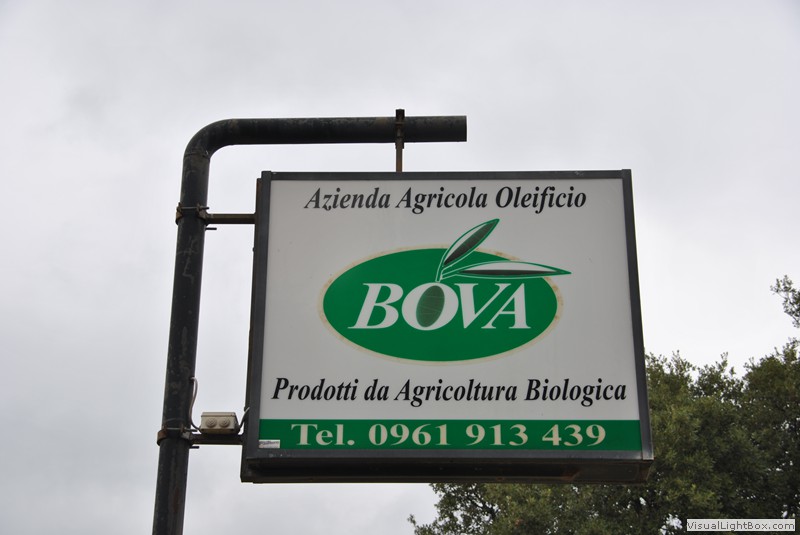 Azienda Agricola Oleificio
BOVA
Prodotti da Agricoltura Biologica
Tel. 0961 913 439
VisualLightBox.com